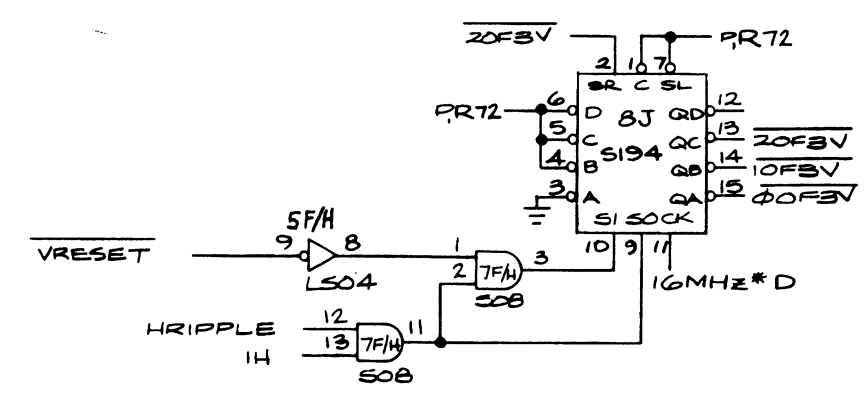 2OF3V
P,R72
2 1 7
SR C SL
6 D 8J QD 12
P,R72
5 C QC 13 2OF3V
S194
4 B QB 14 1OF3V
3 A QA 15 ΦOF3V
S1 SO CK
10 9 11
5F/H
VRESET 9 8
LS04
1
2 7F/H 3
S08
16MHZ*D
HRIPPLE 12
7F/H 11
1H 13
S08